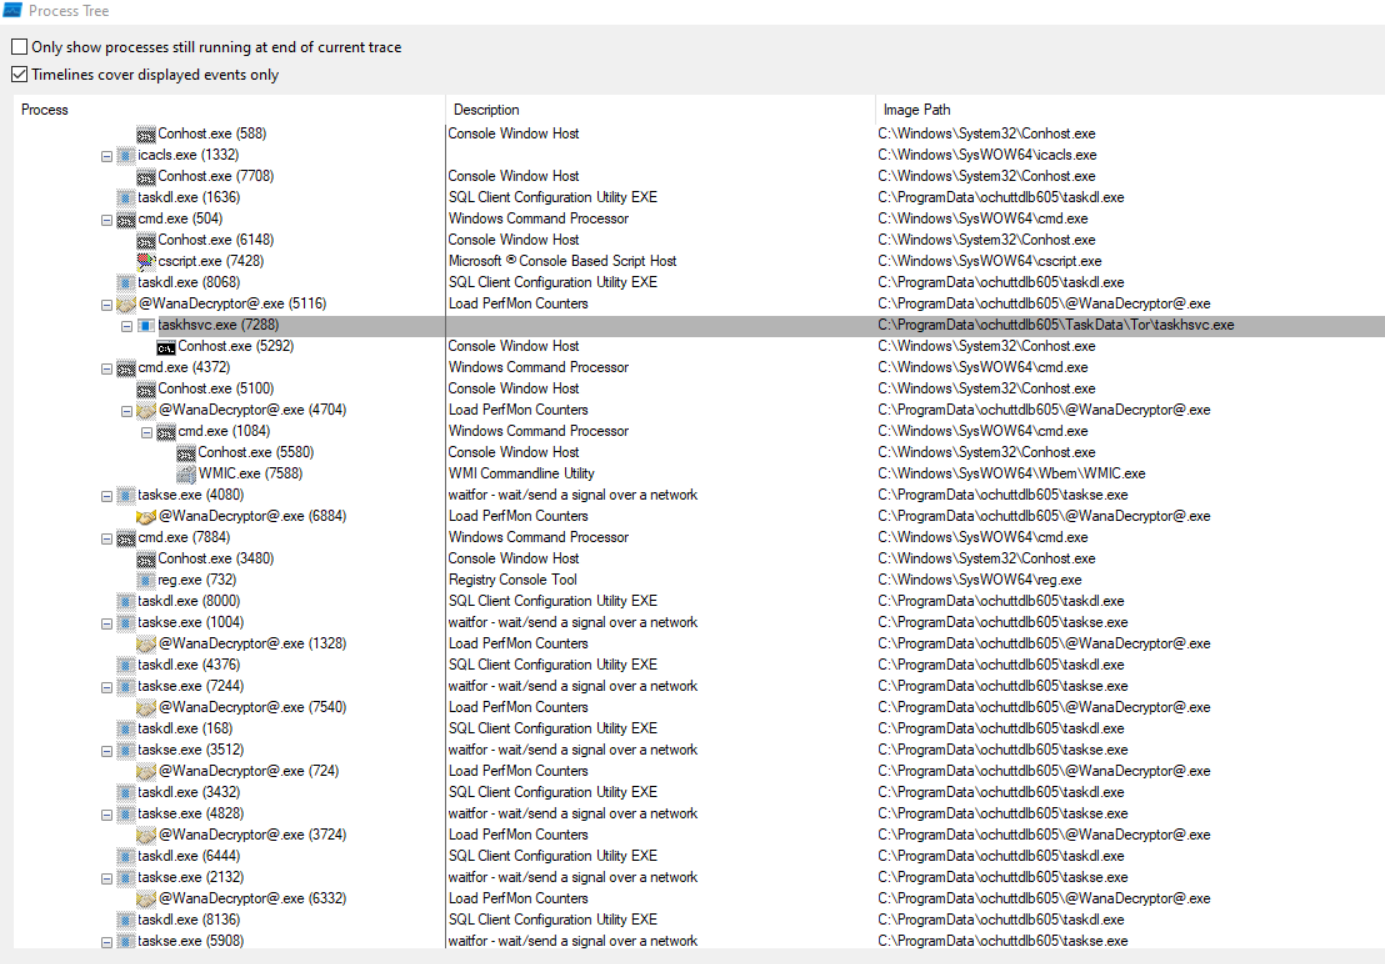 Process Tree
Only show processes still running at end of current trace
Timelines cover displayed events only
Process Description Image Path
Conhost.exe (588) Console Window Host C:\Windows\System32\Conhost.exe
icacls.exe (1332) C:\Windows\SysWOW64\icacls.exe
Conhost.exe (7708) Console Window Host C:\Windows\System32\Conhost.exe
taskdl.exe (1636) SQL Client Configuration Utility EXE C:\ProgramData\ochuttdlb605\taskdl.exe
cmd.exe (504) Windows Command Processor C:\Windows\SysWOW64\cmd.exe
Conhost.exe (6148) Console Window Host C:\Windows\System32\Conhost.exe
cscript.exe (7428) Microsoft ® Console Based Script Host C:\Windows\SysWOW64\cscript.exe
taskdl.exe (8068) SQL Client Configuration Utility EXE C:\ProgramData\ochuttdlb605\taskdl.exe
@WanaDecryptor@.exe (5116) Load PerfMon Counters C:\ProgramData\ochuttdlb605\@WanaDecryptor@.exe
taskhsvc.exe (7288) C:\ProgramData\ochuttdlb605\TaskData\Tor\taskhsvc.exe
Conhost.exe (5292) Console Window Host C:\Windows\System32\Conhost.exe
cmd.exe (4372) Windows Command Processor C:\Windows\SysWOW64\cmd.exe
Conhost.exe (5100) Console Window Host C:\Windows\System32\Conhost.exe
@WanaDecryptor@.exe (4704) Load PerfMon Counters C:\ProgramData\ochuttdlb605\@WanaDecryptor@.exe
cmd.exe (1084) Windows Command Processor C:\Windows\SysWOW64\cmd.exe
Conhost.exe (5580) Console Window Host C:\Windows\System32\Conhost.exe
WMIC.exe (7588) WMI Commandline Utility C:\Windows\SysWOW64\Wbem\WMIC.exe
taskse.exe (4080) waitfor - wait/send a signal over a network C:\ProgramData\ochuttdlb605\taskse.exe
@WanaDecryptor@.exe (6884) Load PerfMon Counters C:\ProgramData\ochuttdlb605\@WanaDecryptor@.exe
cmd.exe (7884) Windows Command Processor C:\Windows\SysWOW64\cmd.exe
Conhost.exe (3480) Console Window Host C:\Windows\System32\Conhost.exe
reg.exe (732) Registry Console Tool C:\Windows\SysWOW64\reg.exe
taskdl.exe (8000) SQL Client Configuration Utility EXE C:\ProgramData\ochuttdlb605\taskdl.exe
taskse.exe (1004) waitfor - wait/send a signal over a network C:\ProgramData\ochuttdlb605\taskse.exe
@WanaDecryptor@.exe (1328) Load PerfMon Counters C:\ProgramData\ochuttdlb605\@WanaDecryptor@.exe
taskdl.exe (4376) SQL Client Configuration Utility EXE C:\ProgramData\ochuttdlb605\taskdl.exe
taskse.exe (7244) waitfor - wait/send a signal over a network C:\ProgramData\ochuttdlb605\taskse.exe
@WanaDecryptor@.exe (7540) Load PerfMon Counters C:\ProgramData\ochuttdlb605\@WanaDecryptor@.exe
taskdl.exe (168) SQL Client Configuration Utility EXE C:\ProgramData\ochuttdlb605\taskdl.exe
taskse.exe (3512) waitfor - wait/send a signal over a network C:\ProgramData\ochuttdlb605\taskse.exe
@WanaDecryptor@.exe (724) Load PerfMon Counters C:\ProgramData\ochuttdlb605\@WanaDecryptor@.exe
taskdl.exe (3432) SQL Client Configuration Utility EXE C:\ProgramData\ochuttdlb605\taskdl.exe
taskse.exe (4828) waitfor - wait/send a signal over a network C:\ProgramData\ochuttdlb605\taskse.exe
@WanaDecryptor@.exe (3724) Load PerfMon Counters C:\ProgramData\ochuttdlb605\@WanaDecryptor@.exe
taskdl.exe (6444) SQL Client Configuration Utility EXE C:\ProgramData\ochuttdlb605\taskdl.exe
taskse.exe (2132) waitfor - wait/send a signal over a network C:\ProgramData\ochuttdlb605\taskse.exe
@WanaDecryptor@.exe (6332) Load PerfMon Counters C:\ProgramData\ochuttdlb605\@WanaDecryptor@.exe
taskdl.exe (8136) SQL Client Configuration Utility EXE C:\ProgramData\ochuttdlb605\taskdl.exe
taskse.exe (5908) waitfor - wait/send a signal over a network C:\ProgramData\ochuttdlb605\taskse.exe